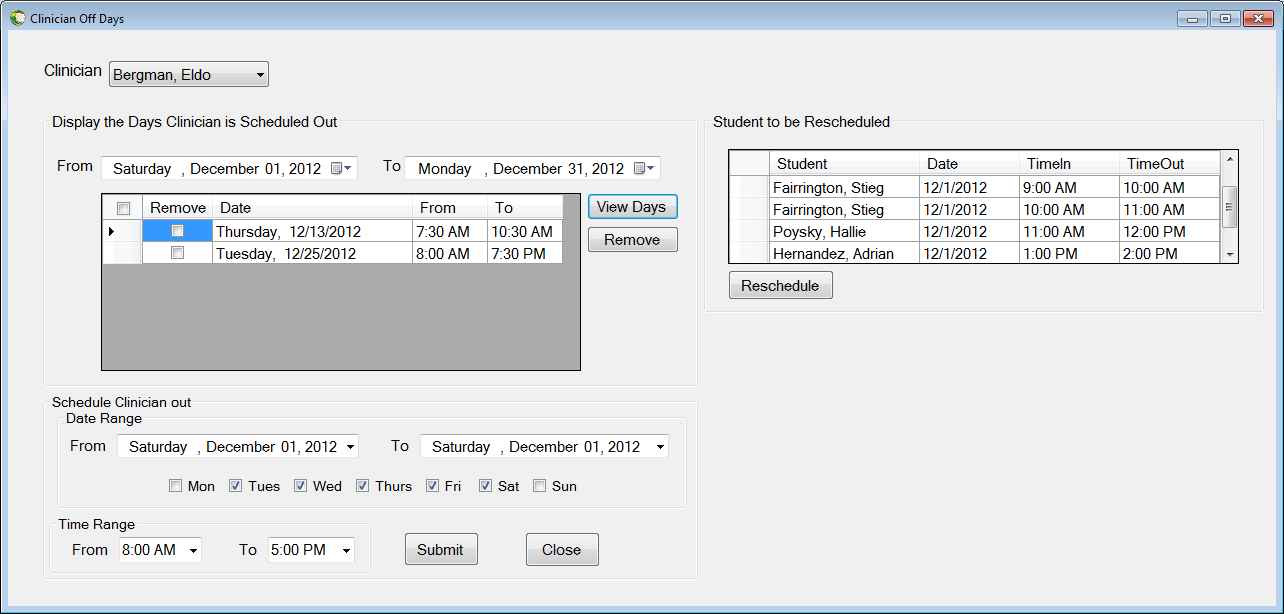 Clinician Off Days
Clinician Bergman, Eldo
Display the Days Clinician is Scheduled Out
From Saturday , December 01, 2012 To Monday , December 31, 2012
Remove Date From To
Thursday, 12/13/2012 7:30 AM 10:30 AM
Tuesday, 12/25/2012 8:00 AM 7:30 PM
View Days
Remove
Student to be Rescheduled
Student Date TimeIn TimeOut
Fairrington, Stieg 12/1/2012 9:00 AM 10:00 AM
Fairrington, Stieg 12/1/2012 10:00 AM 11:00 AM
Poysky, Hallie 12/1/2012 11:00 AM 12:00 PM
Hernandez, Adrian 12/1/2012 1:00 PM 2:00 PM
Reschedule
Schedule Clinician out
Date Range
From Saturday , December 01, 2012 To Saturday , December 01, 2012
Mon Tues Wed Thurs Fri Sat Sun
Time Range
From 8:00 AM To 5:00 PM
Submit Close